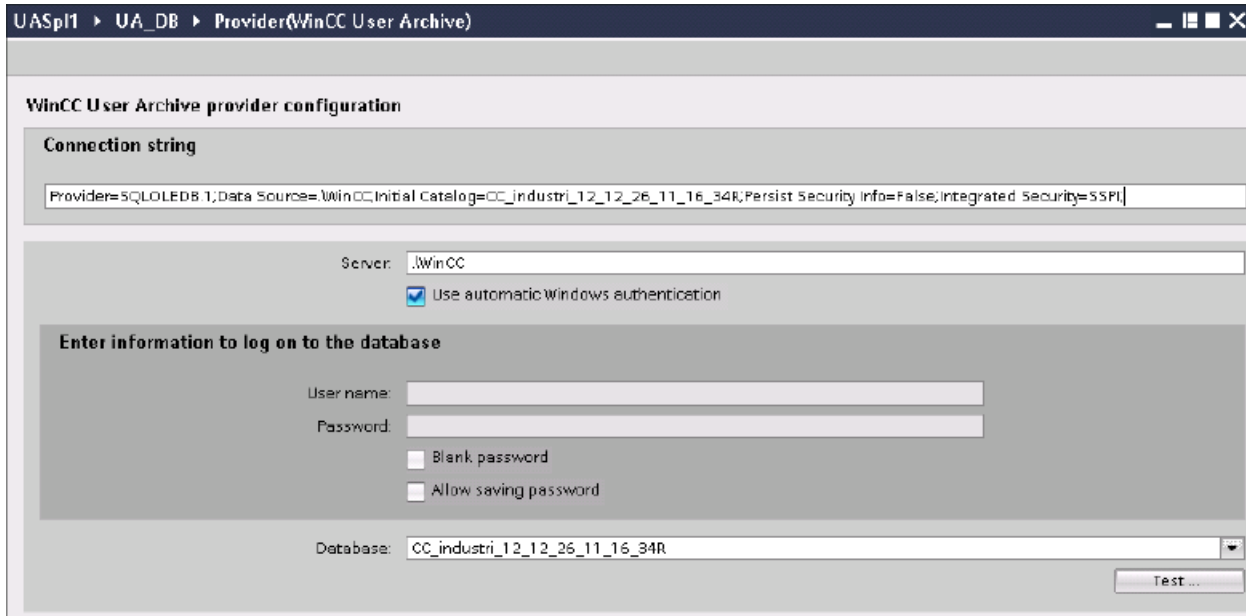 UASpl1 ▸ UA_DB ▸ Provider(WinCC User Archive)
WinCC User Archive provider configuration
Connection string
Provider=SQLOLEDB.1;Data Source=.\WinCC;Initial Catalog=CC_industri_12_12_26_11_16_34R;Persist Security Info=False;Integrated Security=SSPI;
Server: .\WinCC
Use automatic Windows authentication
Enter information to log on to the database
User name:
Password:
Blank password
Allow saving password
Database: CC_industri_12_12_26_11_16_34R
Test ...